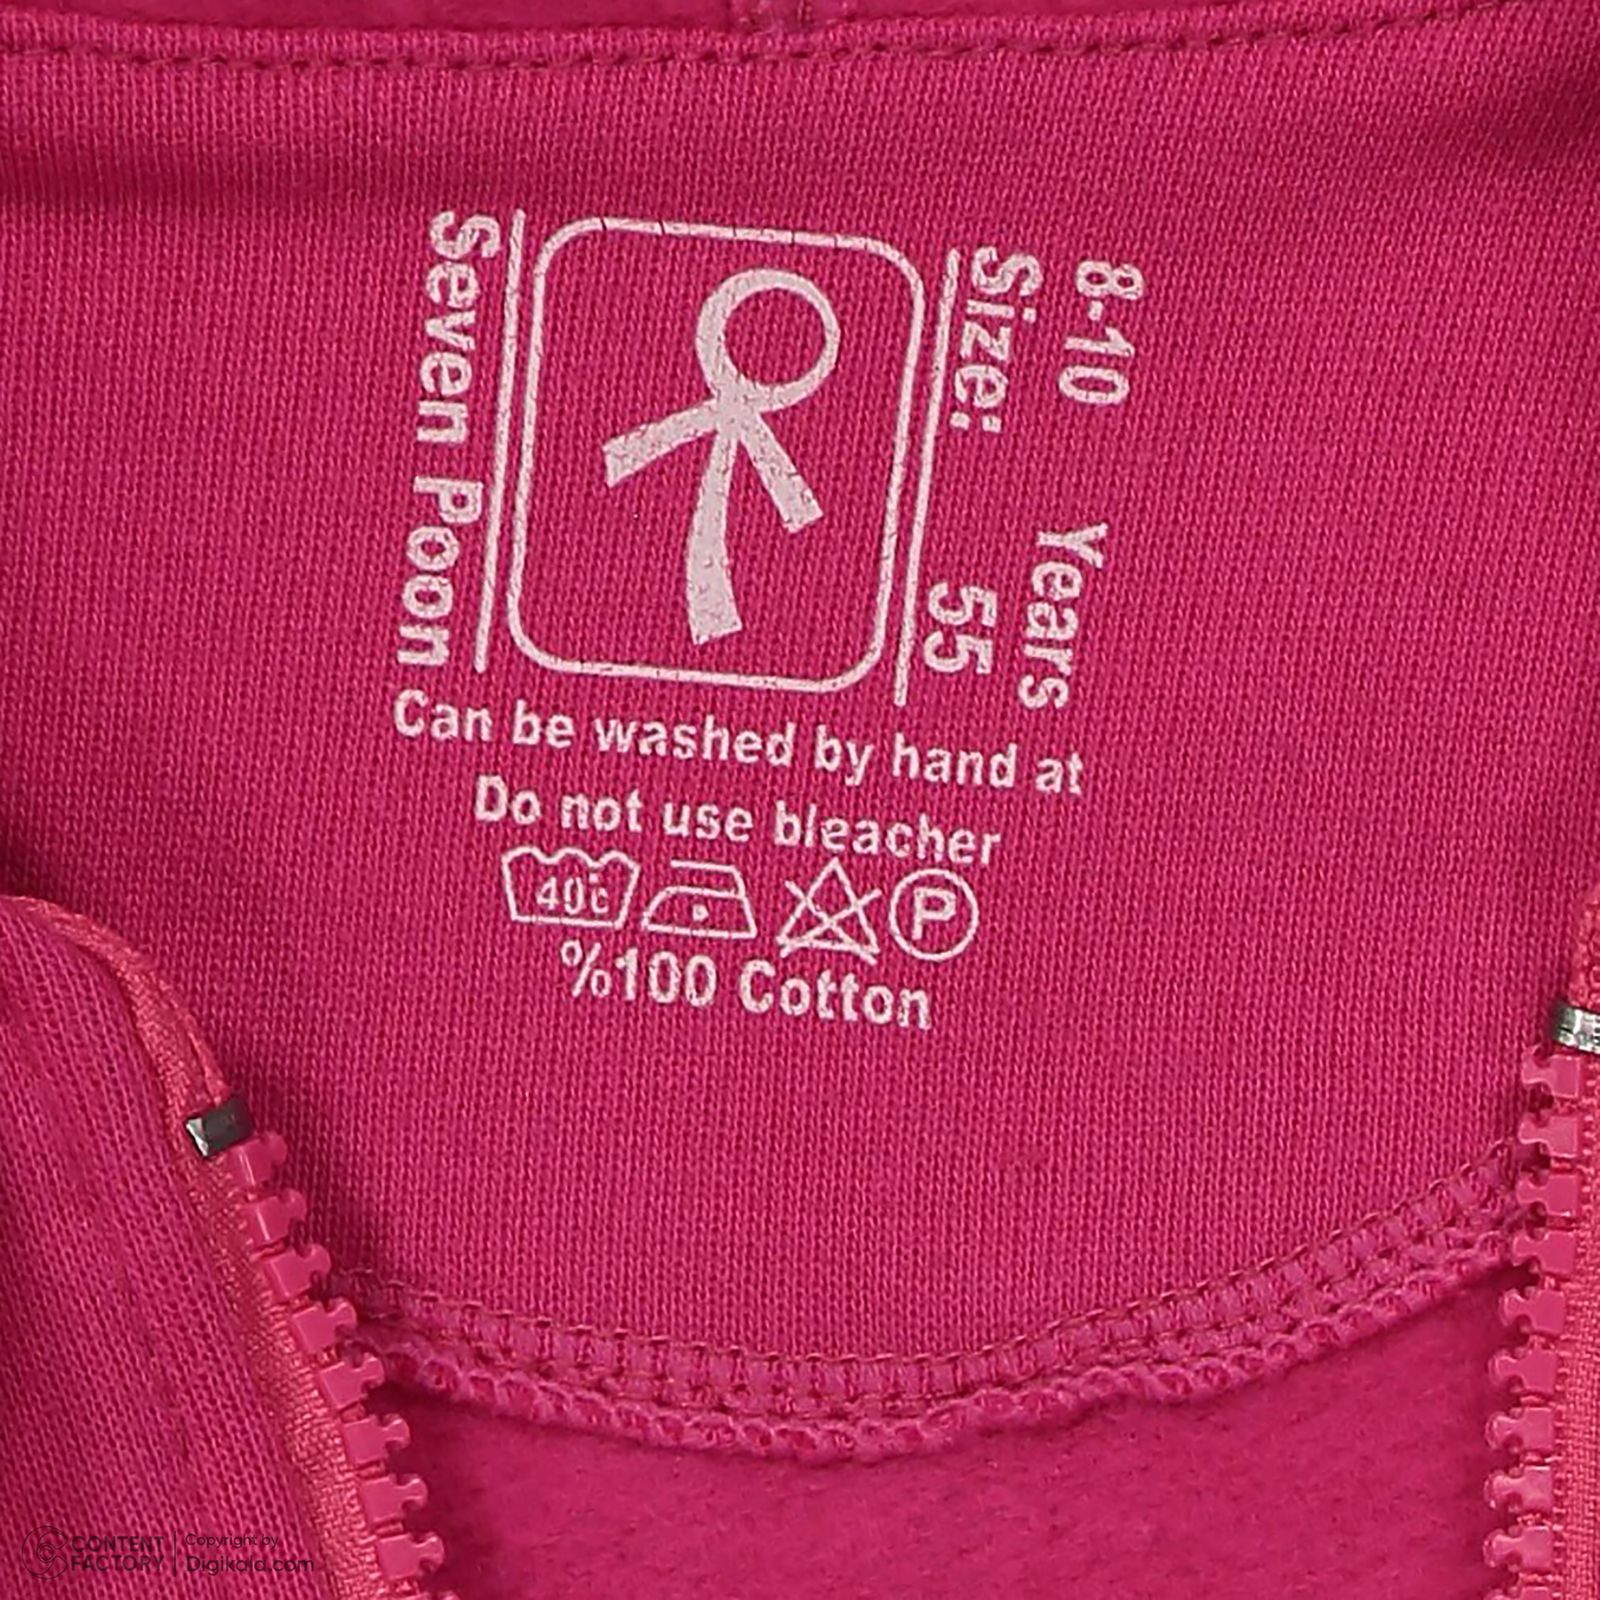 Seven Poon
Size: 55
8-10 Years
Can be washed by hand at
Do not use bleacher
40c P
%100 Cotton
CONTENT FACTORY
Copyright by
Digikala.com